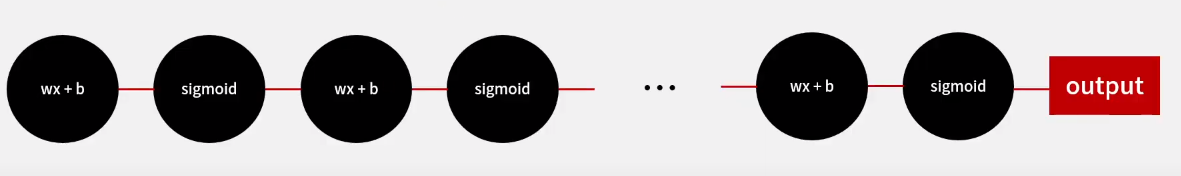 wx + b
sigmoid
wx + b
sigmoid
...
wx + b
sigmoid
output